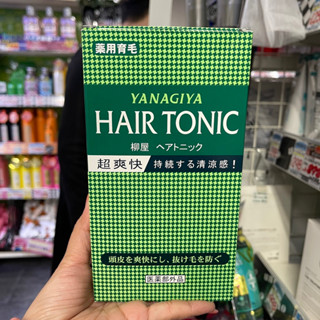 薬用育毛
YANAGIYA
HAIR TONIC
柳屋 ヘアトニック
超爽快 持続する清涼感!
頭皮を爽快にし、抜け毛を防ぐ
医薬部外品